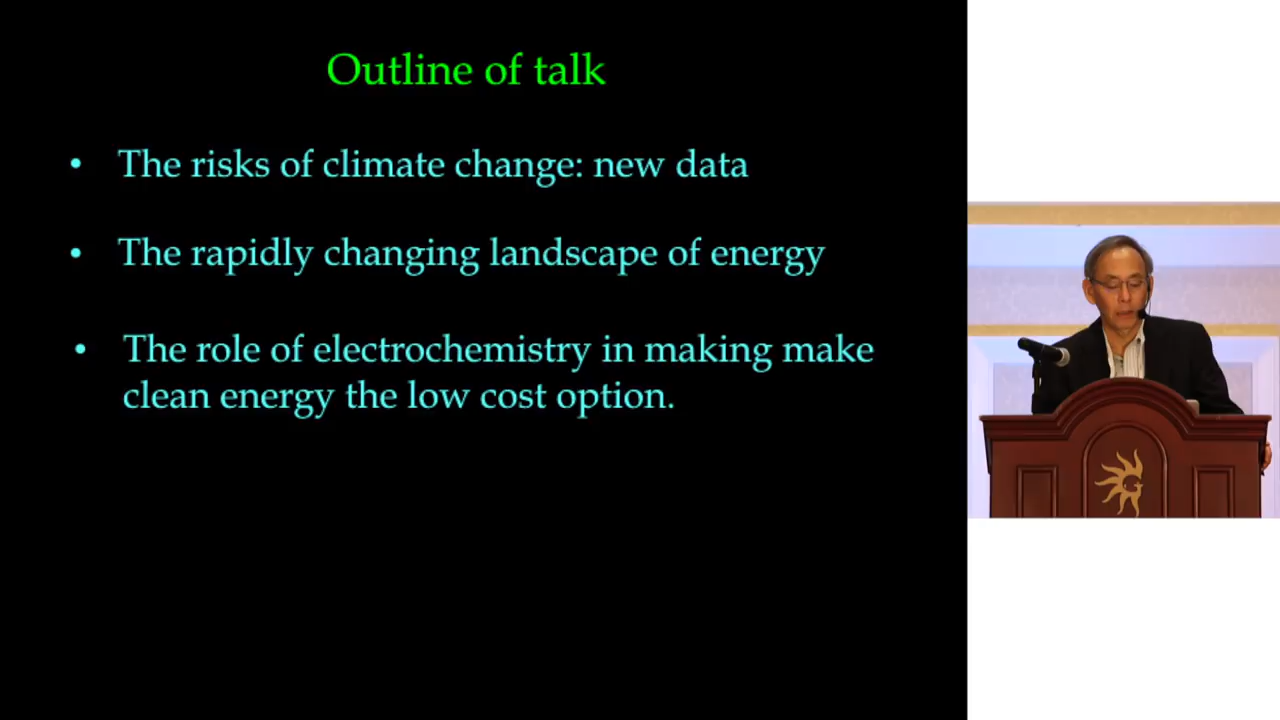 Outline of talk
• The risks of climate change: new data
• The rapidly changing landscape of energy
• The role of electrochemistry in making make
clean energy the low cost option.